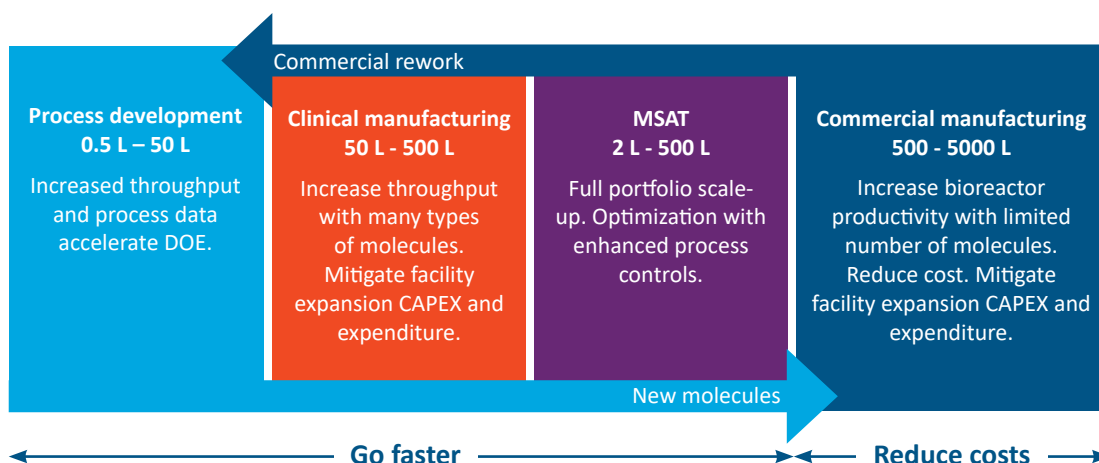 Commercial rework
Process development
0.5 L – 50 L
Increased throughput
and process data
accelerate DOE.
Clinical manufacturing
50 L - 500 L
Increase throughput
with many types
of molecules.
Mitigate facility
expansion CAPEX and
expenditure.
MSAT
2 L - 500 L
Full portfolio scale-
up. Optimization with
enhanced process
controls.
Commercial manufacturing
500 - 5000 L
Increase bioreactor
productivity with limited
number of molecules.
Reduce cost. Mitigate
facility expansion CAPEX and
expenditure.
New molecules
Go faster
Reduce costs